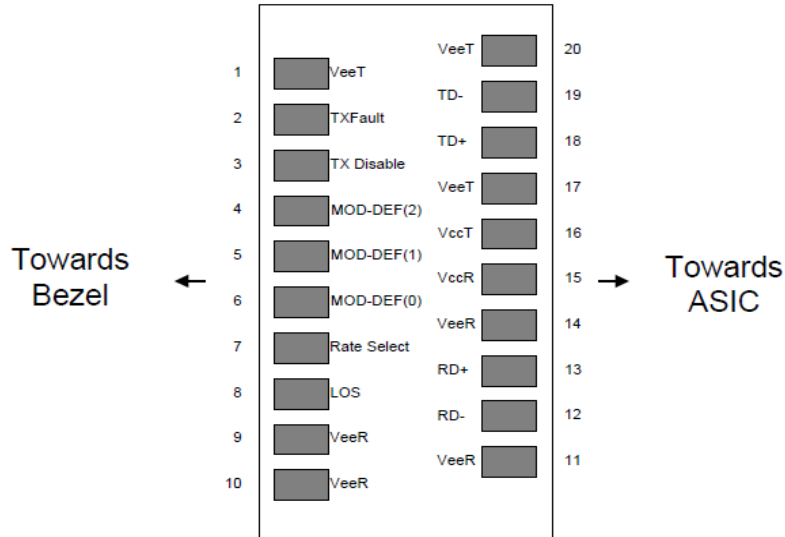 1 VeeT
2 TXFault
3 TX Disable
4 MOD-DEF(2)
5 MOD-DEF(1)
6 MOD-DEF(0)
7 Rate Select
8 LOS
9 VeeR
10 VeeR
VeeT 20
TD- 19
TD+ 18
VeeT 17
VccT 16
VccR 15
VeeR 14
RD+ 13
RD- 12
VeeR 11
Towards
Bezel
Towards
ASIC